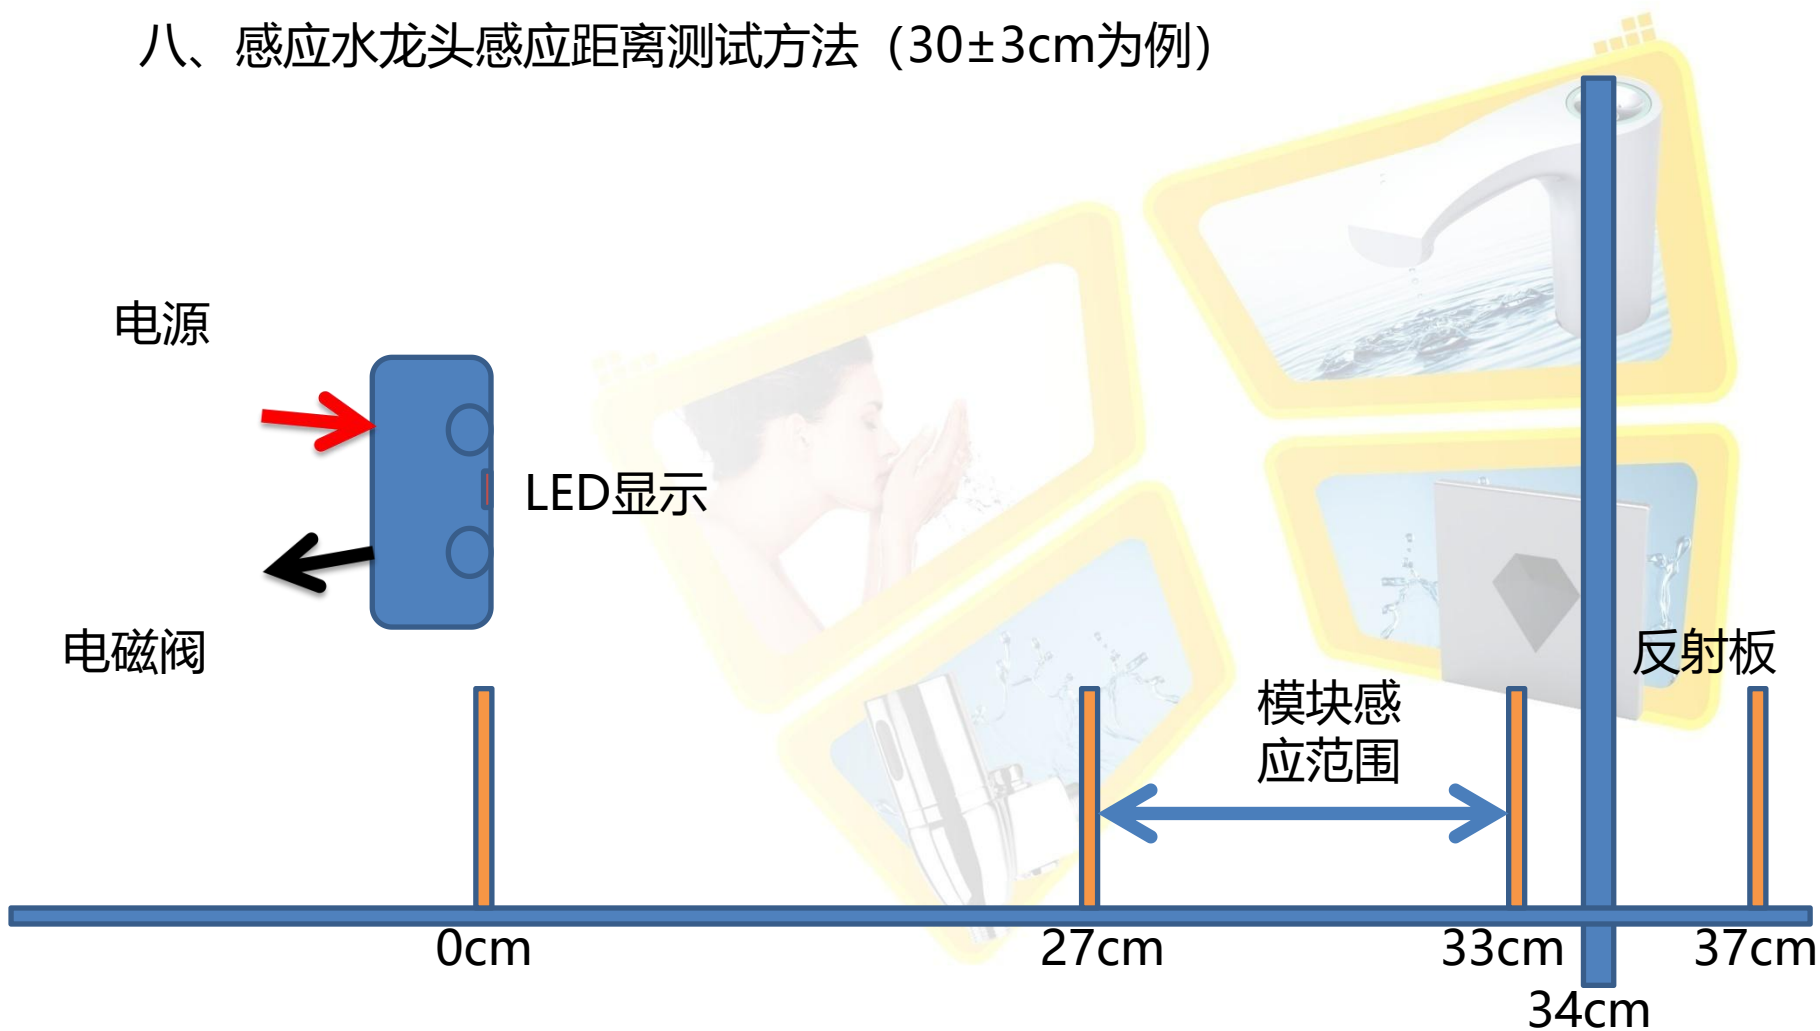 八、感应水龙头感应距离测试方法（30±3cm为例）
电源
LED显示
电磁阀
反射板
模块感
应范围
0cm
27cm
33cm
37cm
34cm